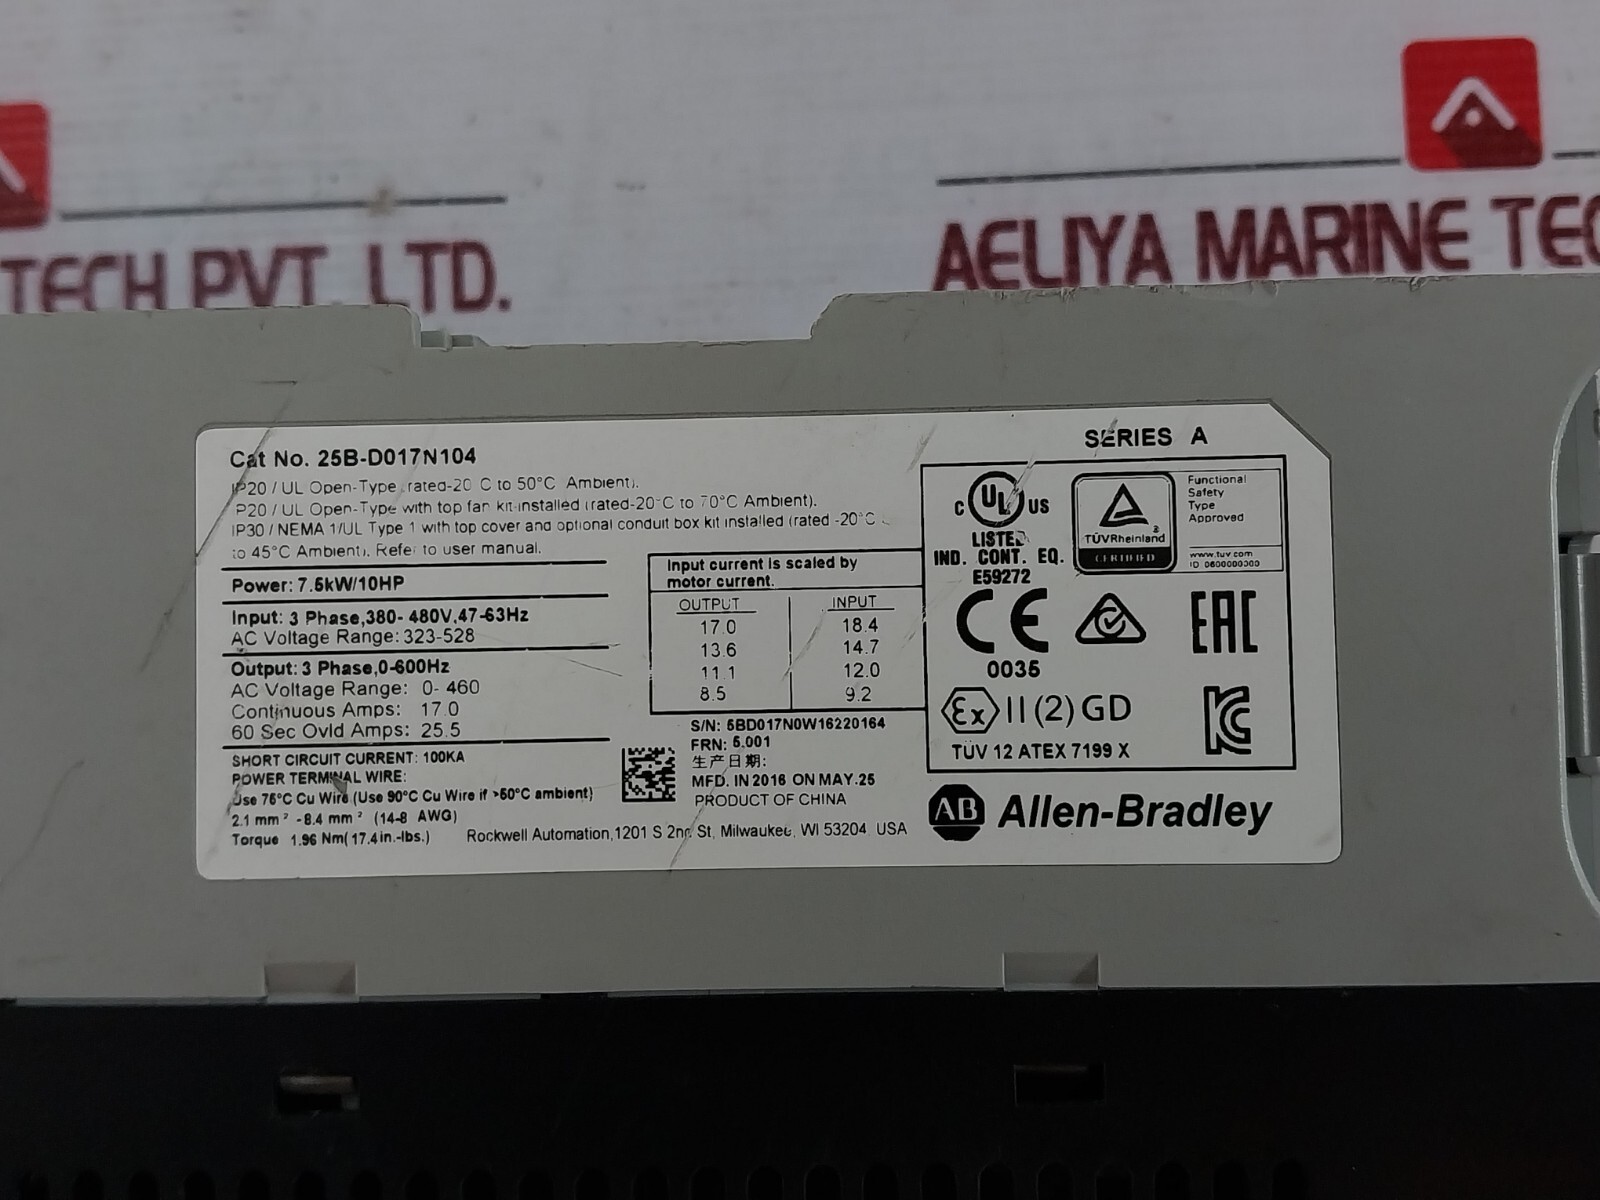 TECH PVT. LTD.
AELIYA MARINE TEC
Cat No. 25B-D017N104
SERIES A
IP20 / UL Open-Type (rated-20 C to 50°C Ambient).
P20 / UL Open-Type with top fan kit installed (rated-20°C to 70°C Ambient).
IP30 / NEMA 1/UL Type 1 with top cover and optional conduit box kit installed (rated -20°C
to 45°C Ambient). Refer to user manual.
Power: 7.5kW/10HP
Input: 3 Phase,380- 480V,47-63Hz
AC Voltage Range: 323-528
Output: 3 Phase,0-600Hz
AC Voltage Range: 0- 460
Continuous Amps: 17.0
60 Sec Ovld Amps: 25.5
SHORT CIRCUIT CURRENT: 100KA
POWER TERMINAL WIRE:
Use 75°C Cu Wire (Use 90°C Cu Wire if >50°C ambient)
2.1 mm² -8.4 mm² (14-8 AWG)
Torque 1.96 Nm(17.4in.-lbs.)
Input current is scaled by
motor current.
OUTPUT INPUT
17.0 18.4
13.6 14.7
11.1 12.0
8.5 9.2
S/N: 5BD017N0W16220164
FRN: 5.001
生产日期:
MFD. IN 2016 ON MAY.25
PRODUCT OF CHINA
Rockwell Automation,1201 S 2nd St, Milwaukee, WI 53204 USA
C UL US
LISTED
IND. CONT. EQ.
E59272
TÜVRheinland
CERTIFIED
Functional
Safety
Type
Approved
www.tuv.com
ID 0600000000
CE
0035
EAC
Ex II (2) GD
KC
TÜV 12 ATEX 7199 X
AB Allen-Bradley